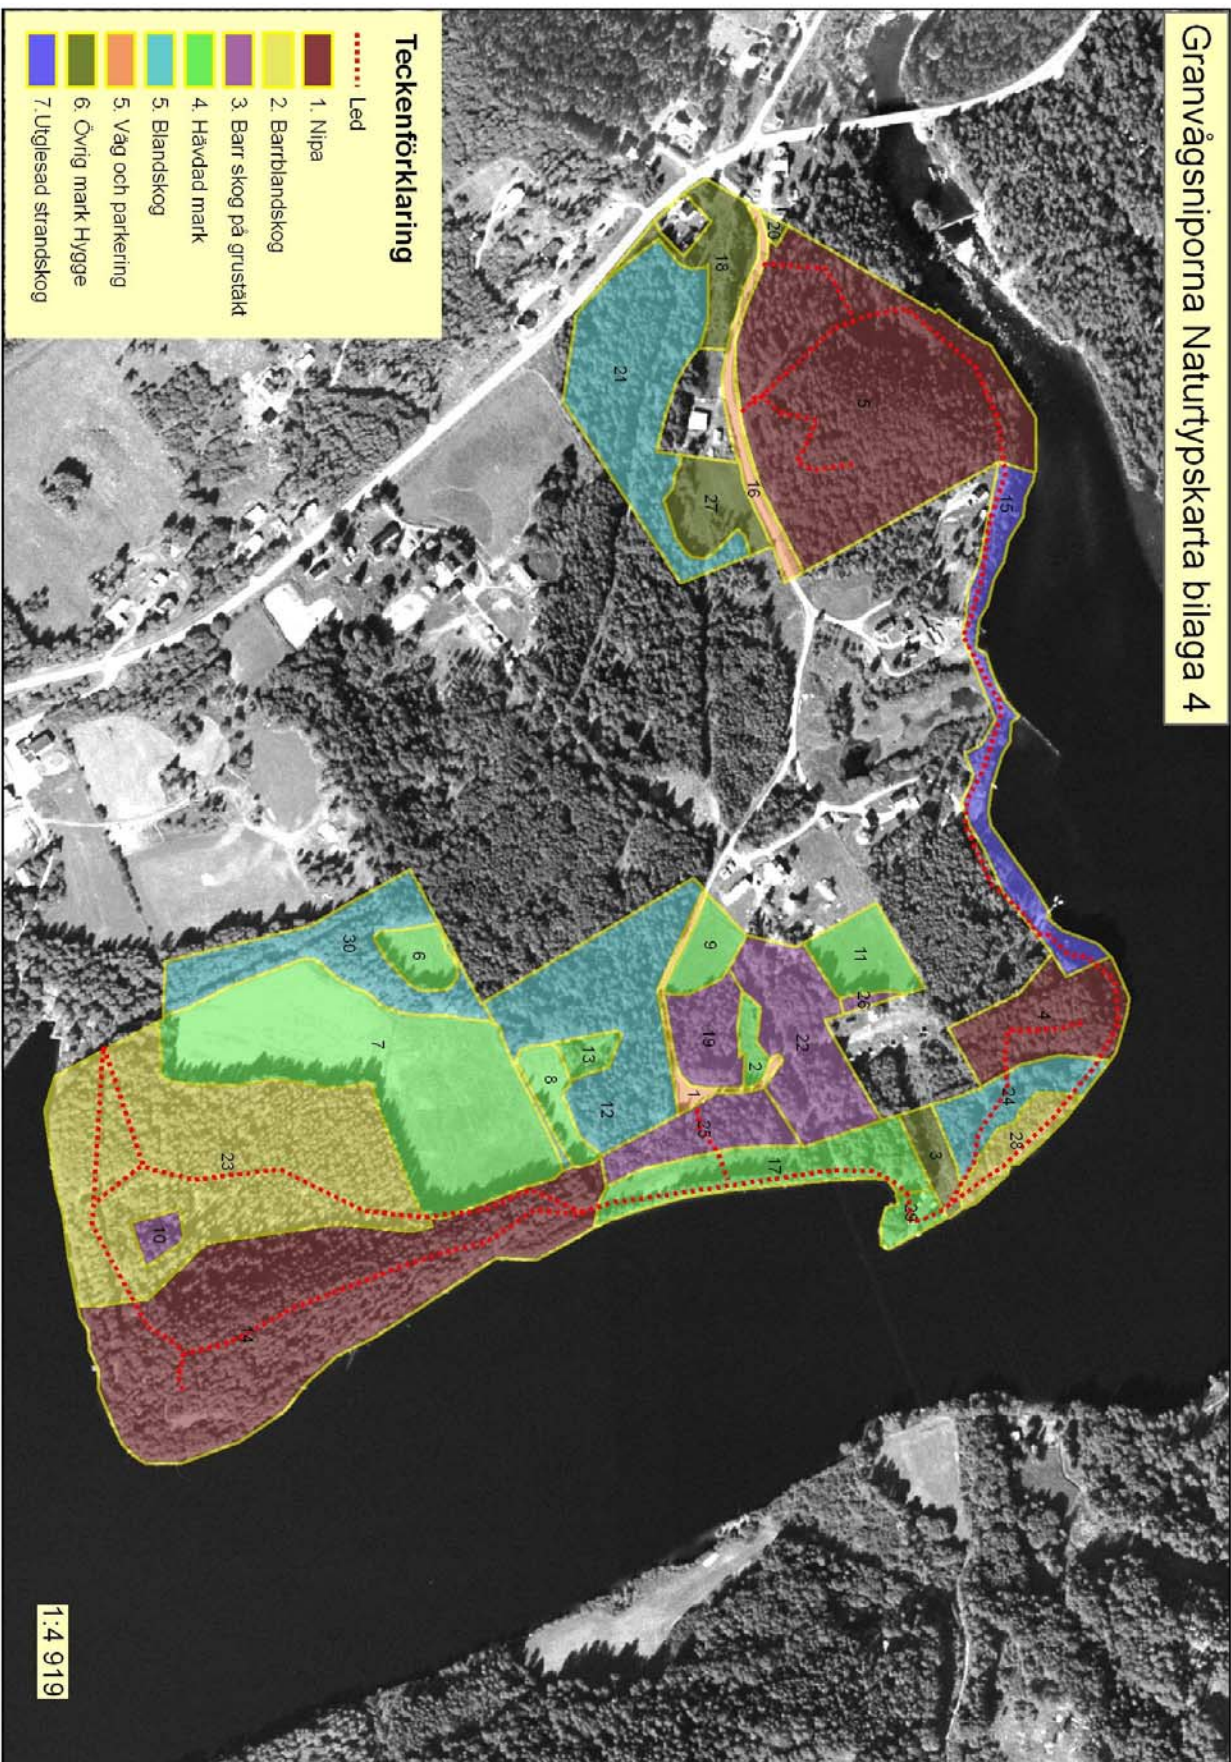 Granvågsniporna Naturtypskarta bilaga 4
Teckenförklaring
Led
1. Nipa
2. Barrblandskog
3. Barr skog på grustäkt
4. Hävdad mark
5. Blandskog
5. Väg och parkering
6. Övrig mark Hygge
7.Utglesad strandskog
20
18
5
21
15
16
27
30
6
9
11
26
4
19
2
22
7
13
8
12
1
25
24
28
3
17
29
23
10
14
1:4 919